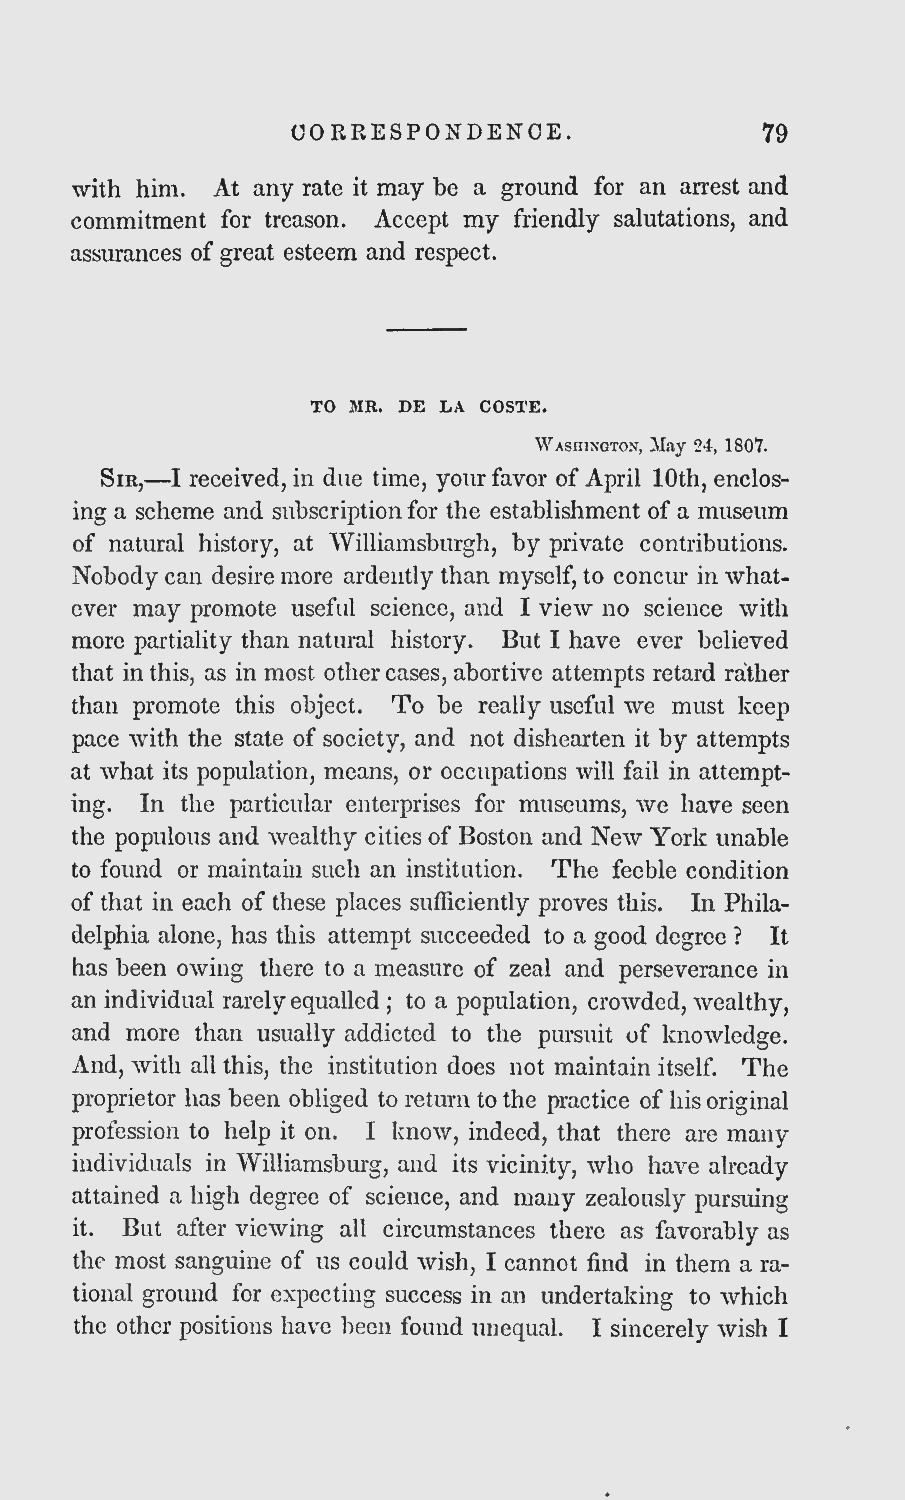 CORRESPONDENCE. 79
with him. At any rate it may be a ground for an arrest and
commitment for treason. Accept my friendly salutations, and
assurances of great esteem and respect.
TO MR. DE LA COSTE.
WASHINGTON, May 24, 1807.
SIR,—I received, in due time, your favor of April 10th, enclos-
ing a scheme and subscription for the establishment of a museum
of natural history, at Williamsburgh, by private contributions.
Nobody can desire more ardently than myself, to concur in what-
ever may promote useful science, and I view no science with
more partiality than natural history. But I have ever believed
that in this, as in most other cases, abortive attempts retard rather
than promote this object. To be really useful we must keep
pace with the state of society, and not dishearten it by attempts
at what its population, means, or occupations will fail in attempt-
ing. In the particular enterprises for museums, we have seen
the populous and wealthy cities of Boston and New York unable
to found or maintain such an institution. The feeble condition
of that in each of these places sufficiently proves this. In Phila-
delphia alone, has this attempt succeeded to a good degree? It
has been owing there to a measure of zeal and perseverance in
an individual rarely equalled; to a population, crowded, wealthy,
and more than usually addicted to the pursuit of knowledge.
And, with all this, the institution does not maintain itself. The
proprietor has been obliged to return to the practice of his original
profession to help it on. I know, indeed, that there are many
individuals in Williamsburg, and its vicinity, who have already
attained a high degree of science, and many zealously pursuing
it. But after viewing all circumstances there as favorably as
the most sanguine of us could wish, I cannot find in them a ra-
tional ground for expecting success in an undertaking to which
the other positions have been found unequal. I sincerely wish I